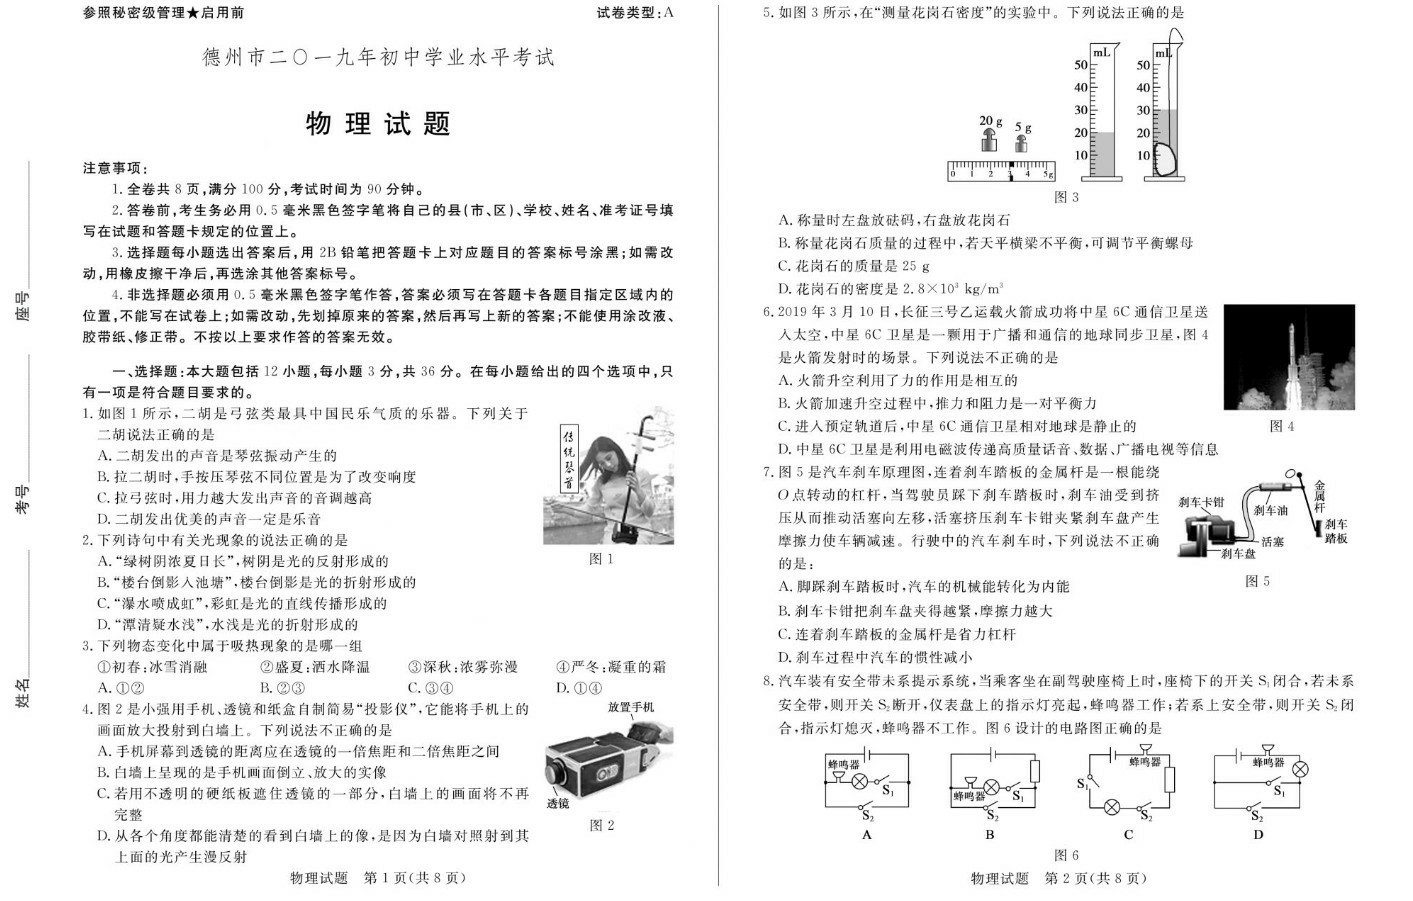 参照秘密级管理★启用前
试卷类型:A
德州市二〇一九年初中学业水平考试
物理试题
注意事项:
1.全卷共8页,满分100分,考试时间为90分钟。
2.答卷前,考生务必用0.5毫米黑色签字笔将自己的县(市、区)、学校、姓名、准考证号填
写在试题和答题卡规定的位置上。
3.选择题每小题选出答案后,用2B铅笔把答题卡上对应题目的答案标号涂黑;如需改
动,用橡皮擦干净后,再选涂其他答案标号。
4.非选择题必须用0.5毫米黑色签字笔作答,答案必须写在答题卡各题目指定区域内的
位置,不能写在试卷上;如需改动,先划掉原来的答案,然后再写上新的答案;不能使用涂改液、
胶带纸、修正带。不按以上要求作答的答案无效。
座号
考号
姓名
一、选择题:本大题包括12小题,每小题3分,共36分。在每小题给出的四个选项中,只
有一项是符合题目要求的。
1.如图1所示,二胡是弓弦类最具中国民乐气质的乐器。下列关于
二胡说法正确的是
A.二胡发出的声音是琴弦振动产生的
B.拉二胡时,手按压琴弦不同位置是为了改变响度
C.拉弓弦时,用力越大发出声音的音调越高
D.二胡发出优美的声音一定是乐音
传统琴首
图1
2.下列诗句中有关光现象的说法正确的是
A.“绿树阴浓夏日长”,树阴是光的反射形成的
B.“楼台倒影入池塘”,楼台倒影是光的折射形成的
C.“瀑水喷成虹”,彩虹是光的直线传播形成的
D.“潭清疑水浅”,水浅是光的折射形成的
3.下列物态变化中属于吸热现象的是哪一组
①初春:冰雪消融 ②盛夏:洒水降温 ③深秋:浓雾弥漫 ④严冬:凝重的霜
A.①② B.②③ C.③④ D.①④
4.图2是小强用手机、透镜和纸盒自制简易“投影仪”,它能将手机上的
画面放大投射到白墙上。下列说法不正确的是
A.手机屏幕到透镜的距离应在透镜的一倍焦距和二倍焦距之间
B.白墙上呈现的是手机画面倒立、放大的实像
C.若用不透明的硬纸板遮住透镜的一部分,白墙上的画面将不再
完整
D.从各个角度都能清楚的看到白墙上的像,是因为白墙对照射到其
上面的光产生漫反射
放置手机
透镜
图2
物理试题 第1页(共8页)
5.如图3所示,在“测量花岗石密度”的实验中。下列说法正确的是
20 g 5 g
0 1 2 3 4 5g
mL
50
40
30
20
10
mL
50
40
30
20
10
图3
A.称量时左盘放砝码,右盘放花岗石
B.称量花岗石质量的过程中,若天平横梁不平衡,可调节平衡螺母
C.花岗石的质量是25 g
D.花岗石的密度是2.8×10³ kg/m³
6.2019年3月10日,长征三号乙运载火箭成功将中星6C通信卫星送
入太空,中星6C卫星是一颗用于广播和通信的地球同步卫星,图4
是火箭发射时的场景。下列说法不正确的是
A.火箭升空利用了力的作用是相互的
B.火箭加速升空过程中,推力和阻力是一对平衡力
C.进入预定轨道后,中星6C通信卫星相对地球是静止的
D.中星6C卫星是利用电磁波传递高质量话音、数据、广播电视等信息
图4
7.图5是汽车刹车原理图,连着刹车踏板的金属杆是一根能绕
O点转动的杠杆,当驾驶员踩下刹车踏板时,刹车油受到挤
压从而推动活塞向左移,活塞挤压刹车卡钳夹紧刹车盘产生
摩擦力使车辆减速。行驶中的汽车刹车时,下列说法不正确
的是:
A.脚踩刹车踏板时,汽车的机械能转化为内能
B.刹车卡钳把刹车盘夹得越紧,摩擦力越大
C.连着刹车踏板的金属杆是省力杠杆
D.刹车过程中汽车的惯性减小
O
金属杆
刹车卡钳
刹车油
刹车
踏板
活塞
刹车盘
图5
8.汽车装有安全带未系提示系统,当乘客坐在副驾驶座椅上时,座椅下的开关S₁闭合,若未系
安全带,则开关S₂断开,仪表盘上的指示灯亮起,蜂鸣器工作;若系上安全带,则开关S₂闭
合,指示灯熄灭,蜂鸣器不工作。图6设计的电路图正确的是
蜂鸣器
S₁
S₂
A
蜂鸣器
S₁
S₂
B
蜂鸣器
S₁
S₂
C
蜂鸣器
S₁
S₂
D
图6
物理试题 第2页(共8页)